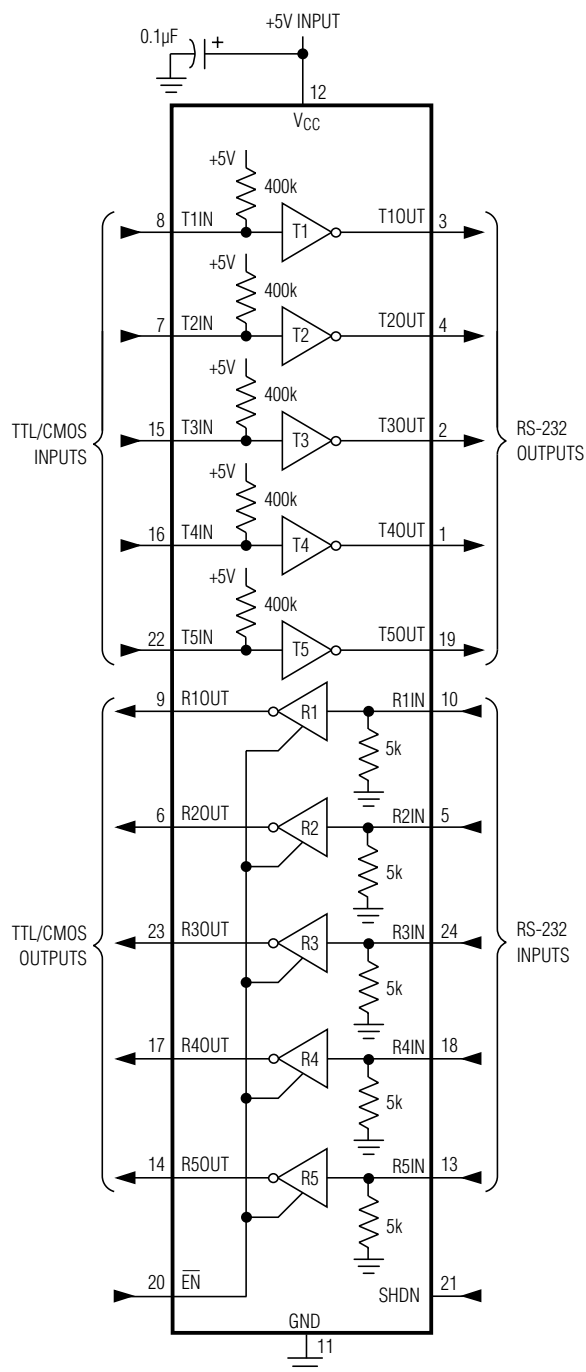 +5V INPUT
0.1µF
+
12
VCC
+5V
400k
8 T1IN T1 T1OUT 3
+5V
400k
7 T2IN T2 T2OUT 4
+5V
400k
TTL/CMOS
INPUTS
15 T3IN T3 T3OUT 2
RS-232
OUTPUTS
+5V
400k
16 T4IN T4 T4OUT 1
+5V
400k
22 T5IN T5 T5OUT 19
9 R1OUT R1 R1IN 10
5k
6 R2OUT R2 R2IN 5
5k
TTL/CMOS
OUTPUTS
23 R3OUT R3 R3IN 24
RS-232
INPUTS
5k
17 R4OUT R4 R4IN 18
5k
14 R5OUT R5 R5IN 13
5k
20 E̅N̅ SHDN 21
GND
11